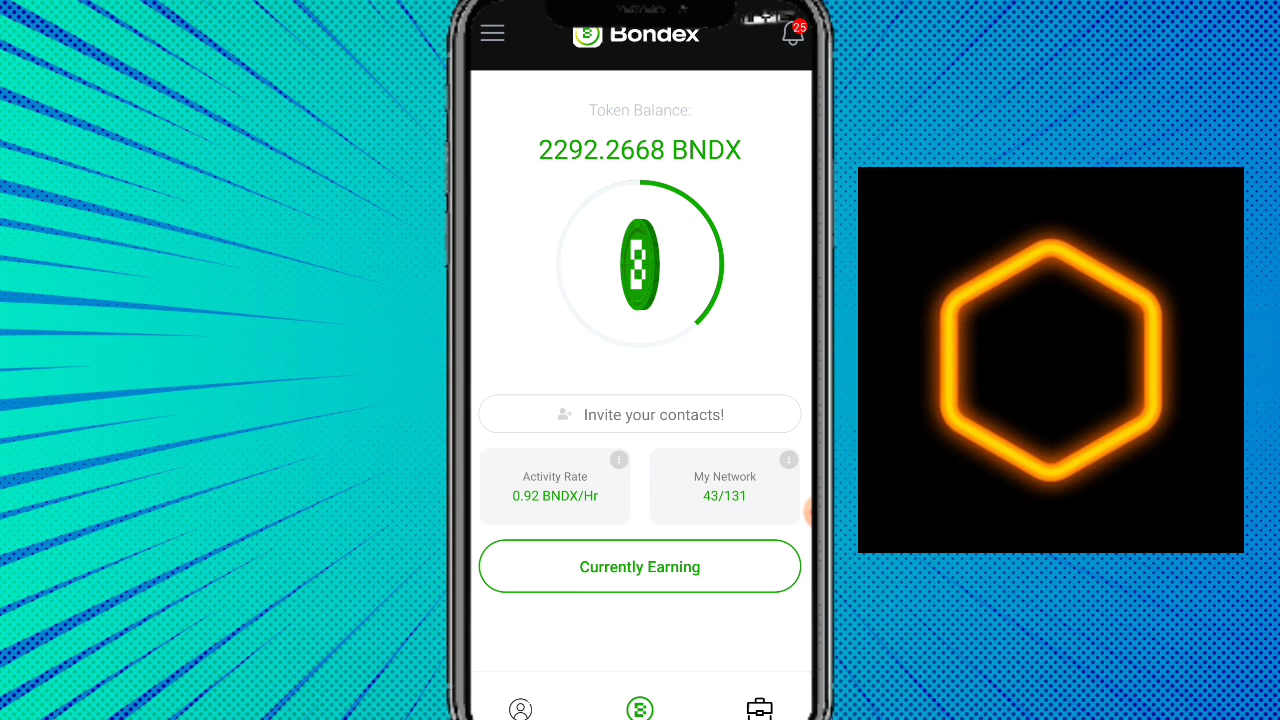 Bondex
25
Token Balance:
2292.2668 BNDX
Invite your contacts!
Activity Rate
0.92 BNDX/Hr
My Network
43/131
Currently Earning